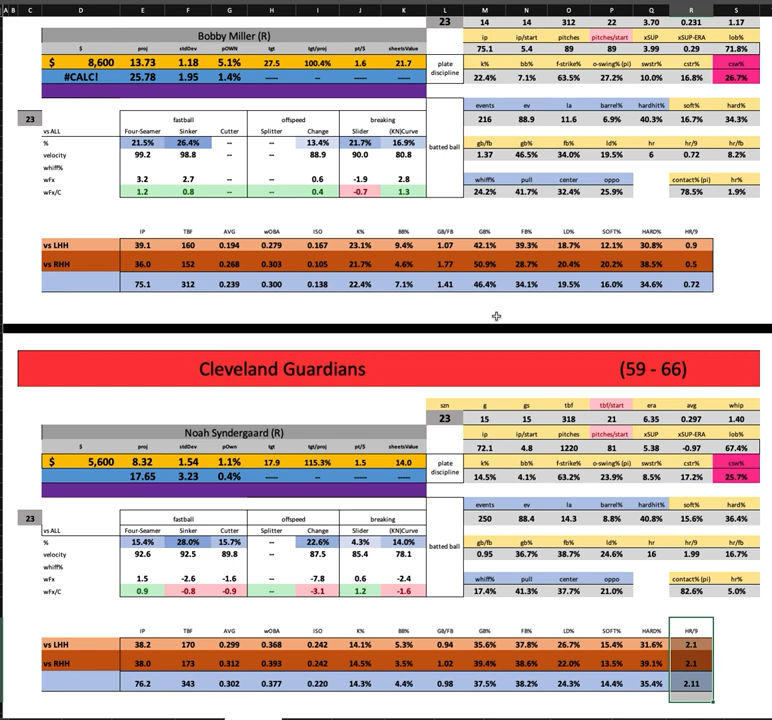 A B C D E F G H I J K L M N O P Q R S
23 14 14 312 22 3.70 0.231 1.17
Bobby Miller (R) ip ip/start pitches pitches/start xSUP xSUP-ERA lob%
$ proj stdDev pOWN tgt tgt/proj pt/$ sheetsValue 75.1 5.4 89 89 3.99 0.29 71.8%
$ 8,600 13.73 1.18 5.1% 27.5 100.4% 1.6 21.7 plate discipline k% bb% f-strike% o-swing% (pi) swstr% cstr% csw%
#CALC! 25.78 1.95 1.4% ---- -- ---- ---- 22.4% 7.1% 63.5% 27.2% 10.0% 16.8% 26.7%
events ev la barrel% hardhit% soft% hard%
23 fastball offspeed breaking 216 88.9 11.6 6.9% 40.3% 16.7% 34.3%
vs ALL Four-Seamer Sinker Cutter Splitter Change Slider (KN)Curve
% 21.5% 26.4% -- -- 13.4% 21.7% 16.9% batted ball gb/fb gb% fb% ld% hr hr/9 hr/fb
velocity 99.2 98.8 -- -- 88.9 90.0 80.8 1.37 46.5% 34.0% 19.5% 6 0.72 8.2%
whiff%
wFx 3.2 2.7 -- -- 0.6 -1.9 2.8 whiff% pull center oppo contact% (pi) hr%
wFx/C 1.2 0.8 -- -- 0.4 -0.7 1.3 24.2% 41.7% 32.4% 25.9% 78.5% 1.9%
IP TBF AVG wOBA ISO K% BB% GB/FB GB% FB% LD% SOFT% HARD% HR/9
vs LHH 39.1 160 0.194 0.279 0.167 23.1% 9.4% 1.07 42.1% 39.3% 18.7% 12.1% 30.8% 0.9
vs RHH 36.0 152 0.268 0.303 0.105 21.7% 4.6% 1.77 50.9% 28.7% 20.4% 20.2% 38.5% 0.5
75.1 312 0.239 0.300 0.138 22.4% 7.1% 1.41 46.4% 34.1% 19.5% 16.0% 34.6% 0.72
Cleveland Guardians (59 - 66)
szn g gs tbf tbf/start era avg whip
23 15 15 318 21 6.35 0.297 1.40
Noah Syndergaard (R) ip ip/start pitches pitches/start xSUP xSUP-ERA lob%
$ proj stdDev pOwn tgt tgt/proj pt/$ sheetsValue 72.1 4.8 1220 81 5.38 -0.97 67.4%
$ 5,600 8.32 1.54 1.1% 17.9 115.3% 1.5 14.0 plate discipline k% bb% f-strike% o-swing% (pi) swstr% cstr% csw%
17.65 3.23 0.4% ---- ---- ---- ---- 14.5% 4.1% 63.2% 23.9% 8.5% 17.2% 25.7%
events ev la barrel% hardhit% soft% hard%
23 fastball offspeed breaking 250 88.4 14.3 8.8% 40.8% 15.6% 36.4%
vs ALL Four-Seamer Sinker Cutter Splitter Change Slider (KN)Curve
% 15.4% 28.0% 15.7% -- 22.6% 4.3% 14.0% batted ball gb/fb gb% fb% ld% hr hr/9 hr/fb
velocity 92.6 92.5 89.8 -- 87.5 85.4 78.1 0.95 36.7% 38.7% 24.6% 16 1.99 16.7%
whiff%
wFx 1.5 -2.6 -1.6 -- -7.8 0.6 -2.4 whiff% pull center oppo contact% (pi) hr%
wFx/C 0.9 -0.8 -0.9 -- -3.1 1.2 -1.6 17.4% 41.3% 37.7% 21.0% 82.6% 5.0%
IP TBF AVG wOBA ISO K% BB% GB/FB GB% FB% LD% SOFT% HARD% HR/9
vs LHH 38.2 170 0.299 0.368 0.242 14.1% 5.3% 0.94 35.6% 37.8% 26.7% 15.4% 31.6% 2.1
vs RHH 38.0 173 0.312 0.393 0.242 14.5% 3.5% 1.02 39.4% 38.6% 22.0% 13.5% 39.1% 2.1
76.2 343 0.302 0.377 0.220 14.3% 4.4% 0.98 37.5% 38.2% 24.3% 14.4% 35.4% 2.11